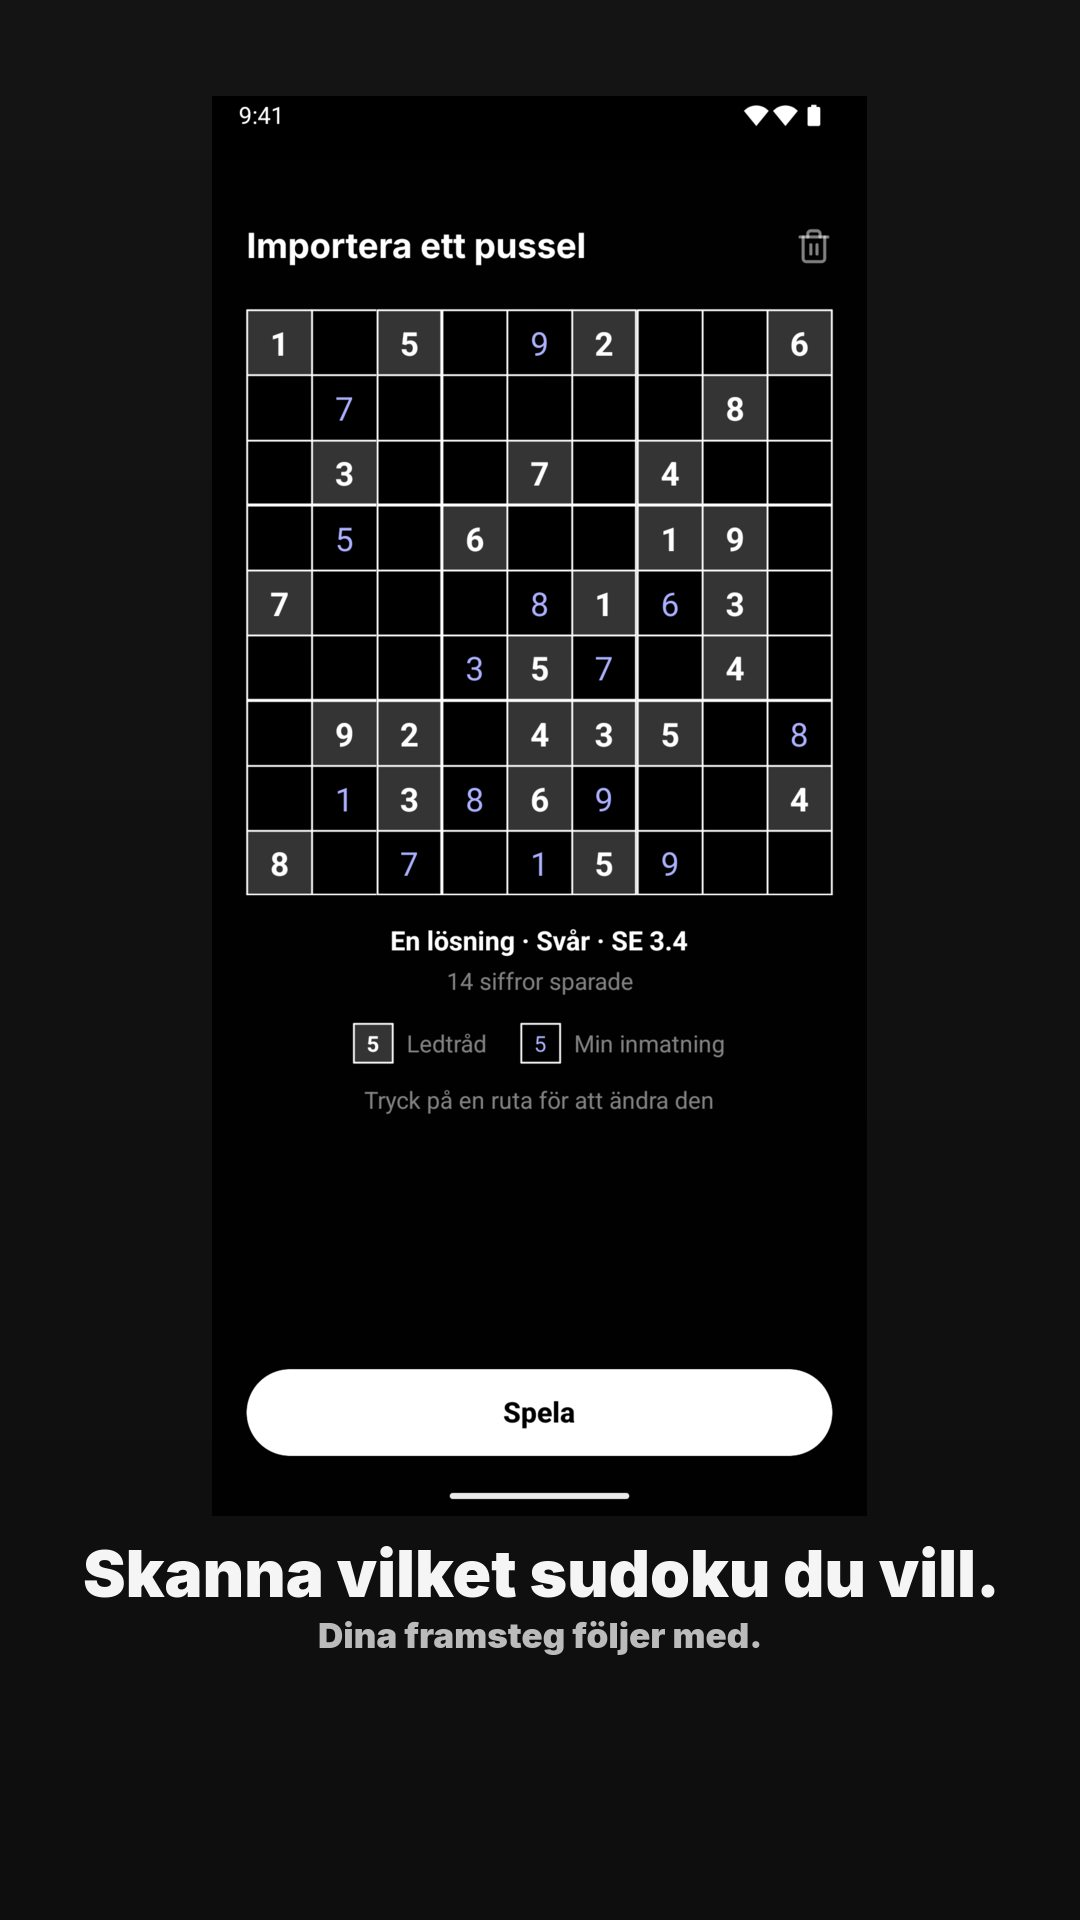 9:41
Importera ett pussel
1 5 9 2 6
7 8
3 7 4
5 6 1 9
7 8 1 6 3
3 5 7 4
9 2 4 3 5 8
1 3 8 6 9 4
8 7 1 5 9
En lösning · Svår · SE 3.4
14 siffror sparade
5 Ledtråd 5 Min inmatning
Tryck på en ruta för att ändra den
Spela
Skanna vilket sudoku du vill.
Dina framsteg följer med.